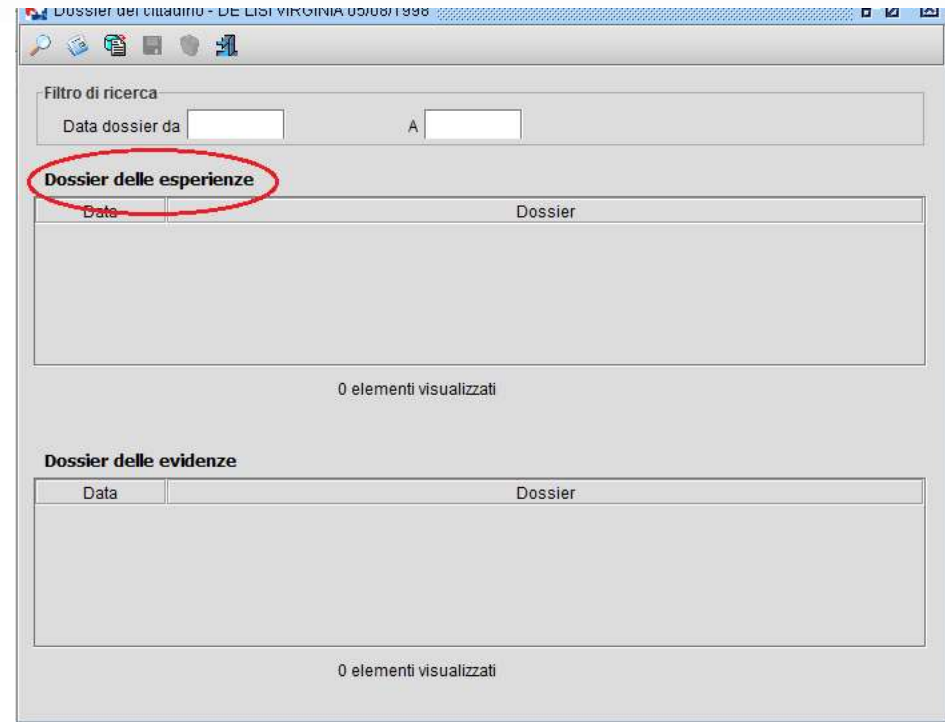 Dossier del cittadino - DE LISI VIRGINIA 05/08/1998
Filtro di ricerca
Data dossier da A
Dossier delle esperienze
Data Dossier
0 elementi visualizzati
Dossier delle evidenze
Data Dossier
0 elementi visualizzati